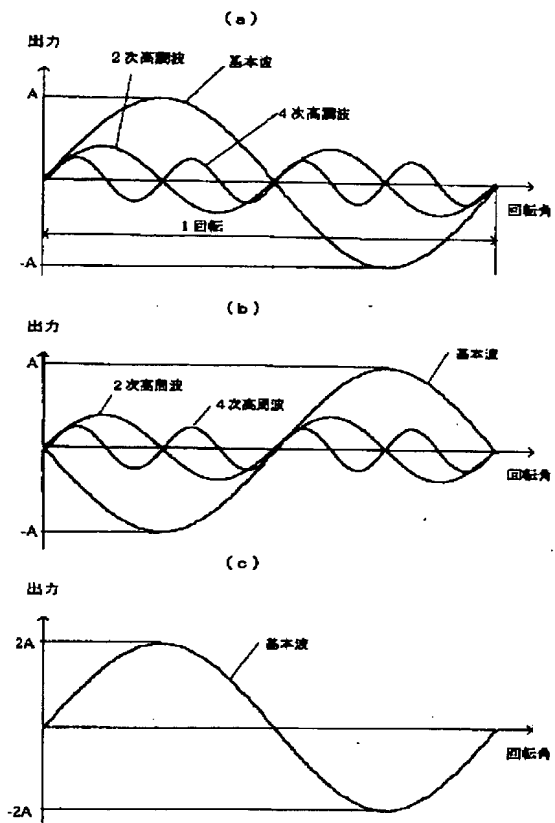 (a)
出力
2次高調波
基本波
A
4次高調波
回転角
1回転
-A
(b)
出力
A
基本波
2次高周波
4次高周波
回転角
-A
(c)
出力
2A
基本波
回転角
-2A